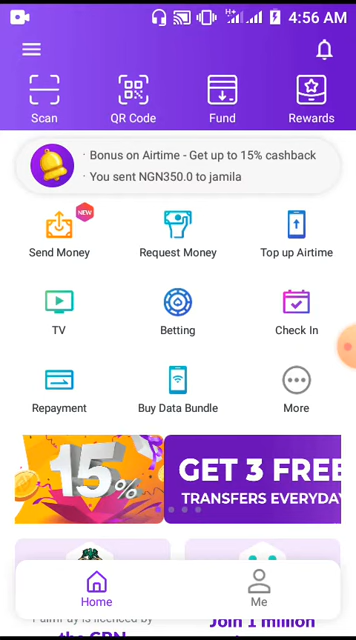 H+
4:56 AM
Scan
QR Code
Fund
Rewards
· Bonus on Airtime - Get up to 15% cashback
· You sent NGN350.0 to jamila
NEW
Send Money
Request Money
Top up Airtime
TV
Betting
Check In
Repayment
Buy Data Bundle
More
15%
GET 3 FREE
TRANSFERS EVERYDAY
Home
Me
PalmPay is licenced by
the CBN
Join 1 million